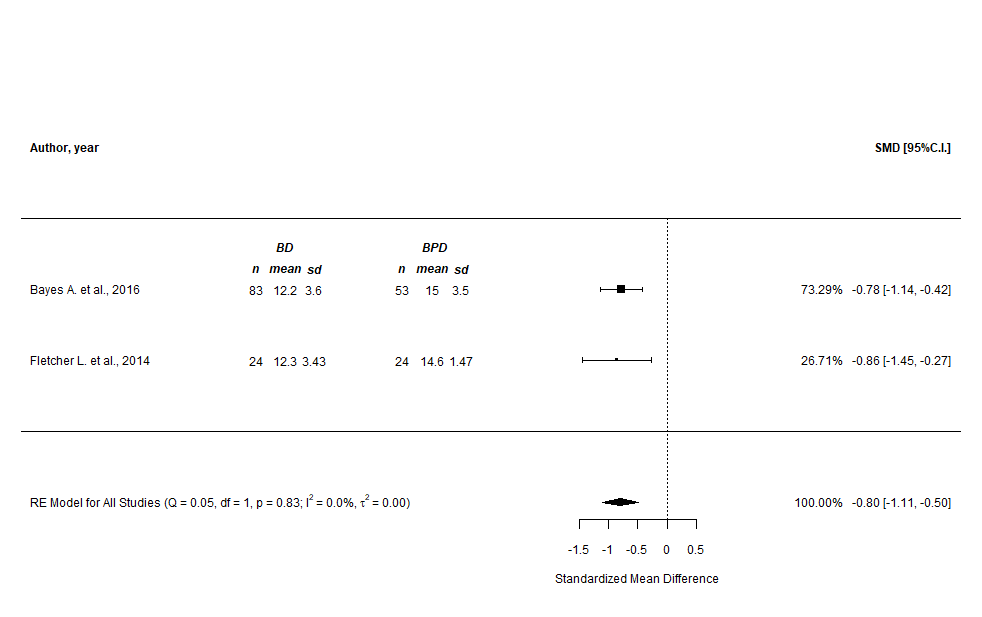 Author, year SMD [95%C.I.]
BD BPD
n mean sd n mean sd
Bayes A. et al., 2016 83 12.2 3.6 53 15 3.5 73.29% -0.78 [-1.14, -0.42]
Fletcher L. et al., 2014 24 12.3 3.43 24 14.6 1.47 26.71% -0.86 [-1.45, -0.27]
RE Model for All Studies (Q = 0.05, df = 1, p = 0.83; I² = 0.0%, τ² = 0.00) 100.00% -0.80 [-1.11, -0.50]
-1.5 -1 -0.5 0 0.5
Standardized Mean Difference